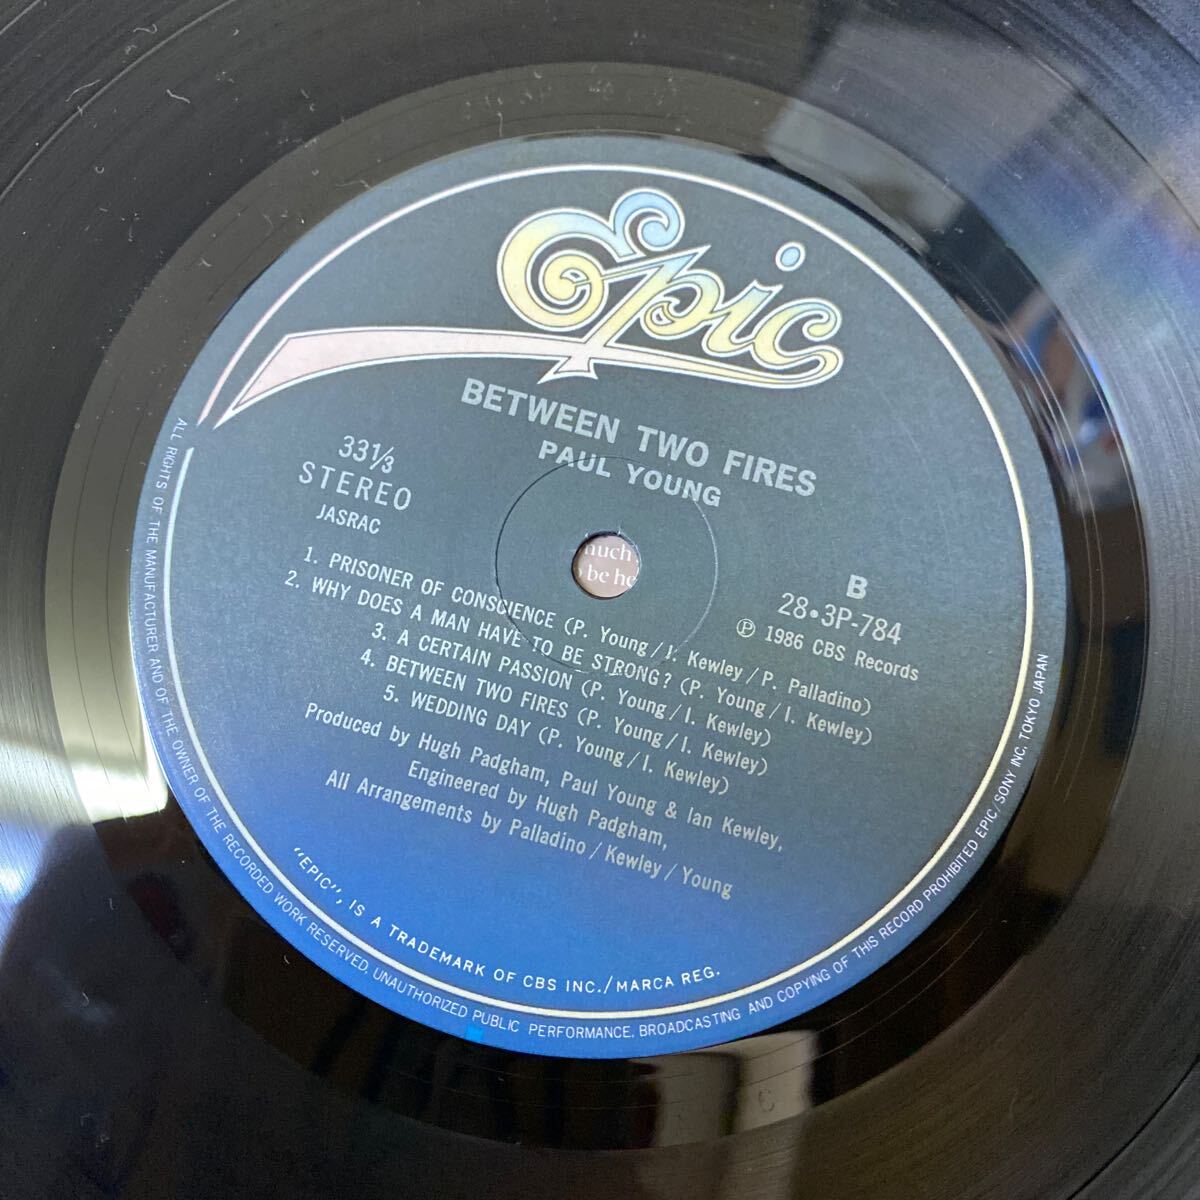 Epic
BETWEEN TWO FIRES
PAUL YOUNG
33⅓
STEREO
JASRAC
B
28・3P-784
Ⓟ 1986 CBS Records
1. PRISONER OF CONSCIENCE (P. Young/I. Kewley/P. Palladino)
2. WHY DOES A MAN HAVE TO BE STRONG? (P. Young/I. Kewley)
3. A CERTAIN PASSION (P. Young/I. Kewley)
4. BETWEEN TWO FIRES (P. Young/I. Kewley)
5. WEDDING DAY (P. Young/I. Kewley)
Produced by Hugh Padgham, Paul Young & Ian Kewley,
Engineered by Hugh Padgham,
All Arrangements by Palladino/Kewley/Young
"EPIC", IS A TRADEMARK OF CBS INC./MARCA REG.
ALL RIGHTS OF THE MANUFACTURER AND OF THE OWNER OF THE RECORDED WORK RESERVED. UNAUTHORIZED PUBLIC PERFORMANCE. BROADCASTING AND COPYING OF THIS RECORD PROHIBITED EPIC/SONY INC. TOKYO JAPAN
be